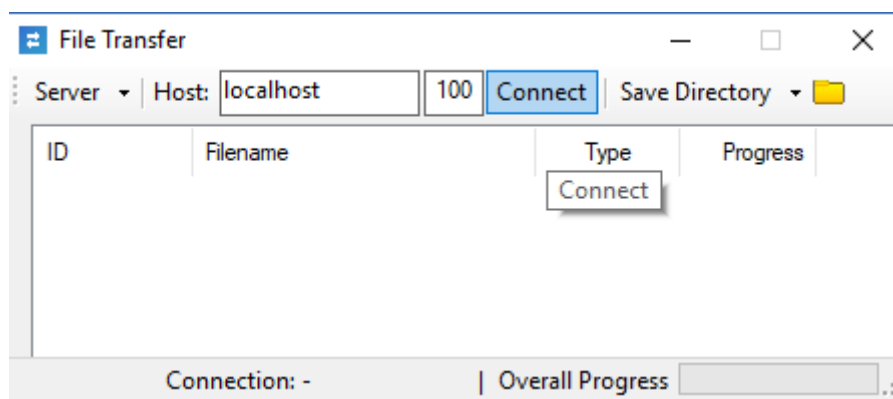 File Transfer
Server Host: localhost 100 Connect Save Directory
ID Filename Type Progress
Connect
Connection: - | Overall Progress